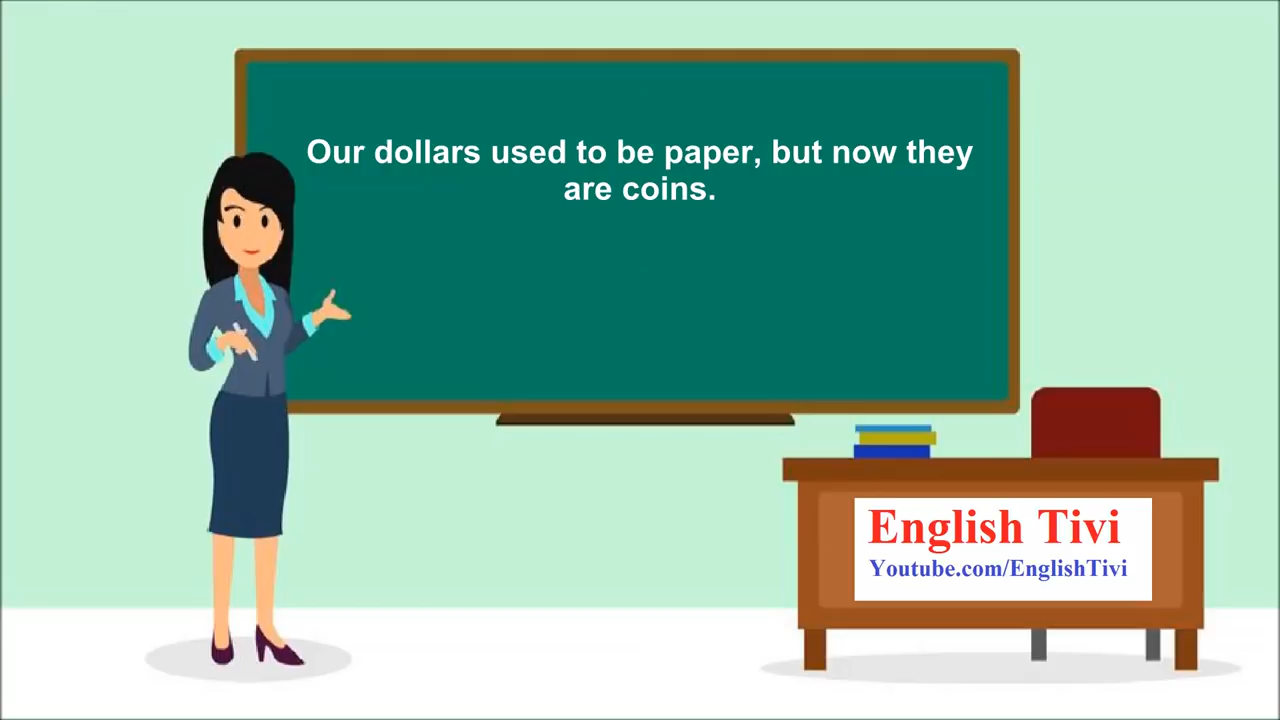 Our dollars used to be paper, but now they
are coins.
English Tivi
Youtube.com/EnglishTivi